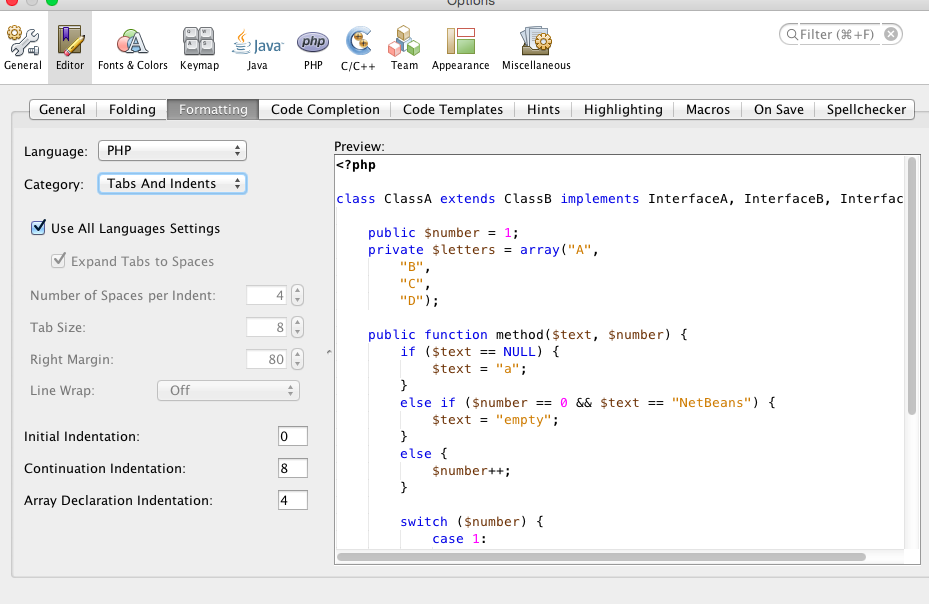 Options
General
Editor
Fonts & Colors
Keymap
Java
Java
php
PHP
C/C++
Team
Appearance
Miscellaneous
Filter (⌘+F)
General
Folding
Formatting
Code Completion
Code Templates
Hints
Highlighting
Macros
On Save
Spellchecker
Language: PHP
Category: Tabs And Indents
Use All Languages Settings
Expand Tabs to Spaces
Number of Spaces per Indent: 4
Tab Size: 8
Right Margin: 80
Line Wrap: Off
Initial Indentation: 0
Continuation Indentation: 8
Array Declaration Indentation: 4
Preview:
<?php
class ClassA extends ClassB implements InterfaceA, InterfaceB, Interfac
public $number = 1;
private $letters = array("A",
"B",
"C",
"D");
public function method($text, $number) {
if ($text == NULL) {
$text = "a";
}
else if ($number == 0 && $text == "NetBeans") {
$text = "empty";
}
else {
$number++;
}
switch ($number) {
case 1: